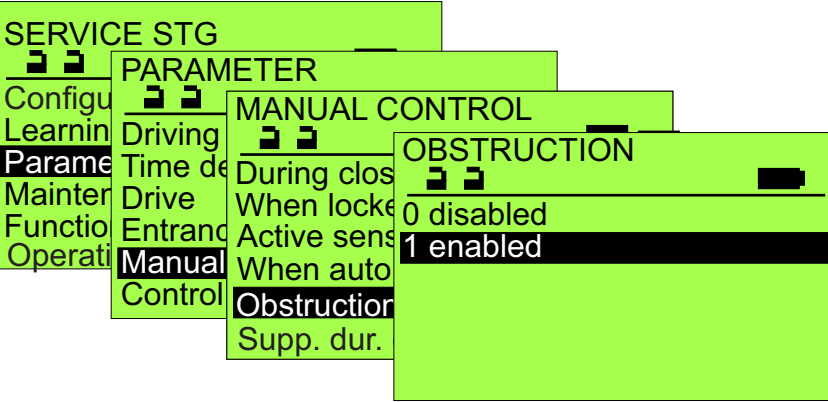 SERVICE STG
Configu
Learnin
Parame
Mainter
Functio
Operati
PARAMETER
Driving
Time de
Drive
Entranc
Manual
Control
MANUAL CONTROL
During clos
When locke
Active sens
When auto
Obstruction
Supp. dur.
OBSTRUCTION
0 disabled
1 enabled